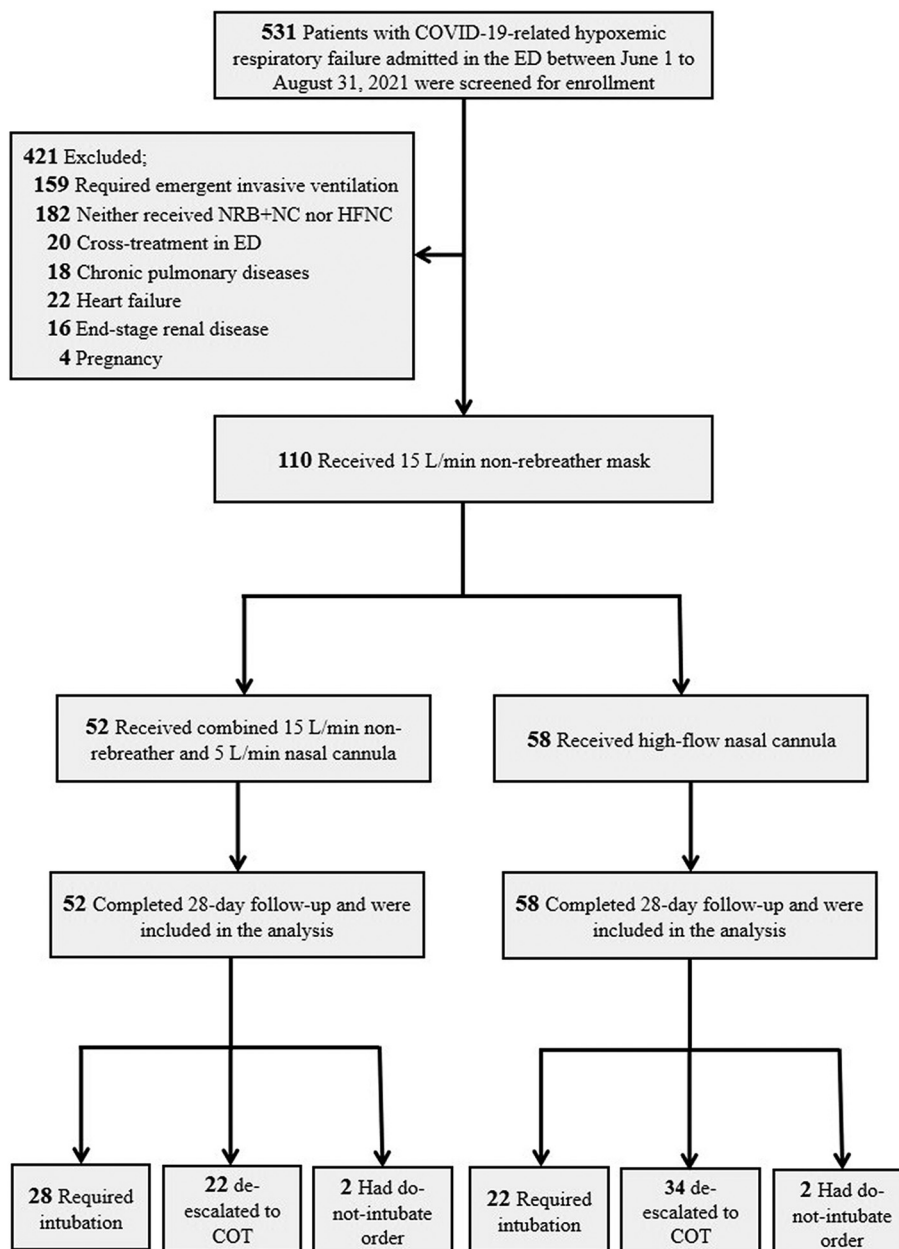 531 Patients with COVID-19-related hypoxemic
respiratory failure admitted in the ED between June 1 to
August 31, 2021 were screened for enrollment
421 Excluded;
159 Required emergent invasive ventilation
182 Neither received NRB+NC nor HFNC
20 Cross-treatment in ED
18 Chronic pulmonary diseases
22 Heart failure
16 End-stage renal disease
4 Pregnancy
110 Received 15 L/min non-rebreather mask
52 Received combined 15 L/min non-
rebreather and 5 L/min nasal cannula
58 Received high-flow nasal cannula
52 Completed 28-day follow-up and were
included in the analysis
58 Completed 28-day follow-up and were
included in the analysis
28 Required
intubation
22 de-
escalated to
COT
2 Had do-
not-intubate
order
22 Required
intubation
34 de-
escalated to
COT
2 Had do-
not-intubate
order